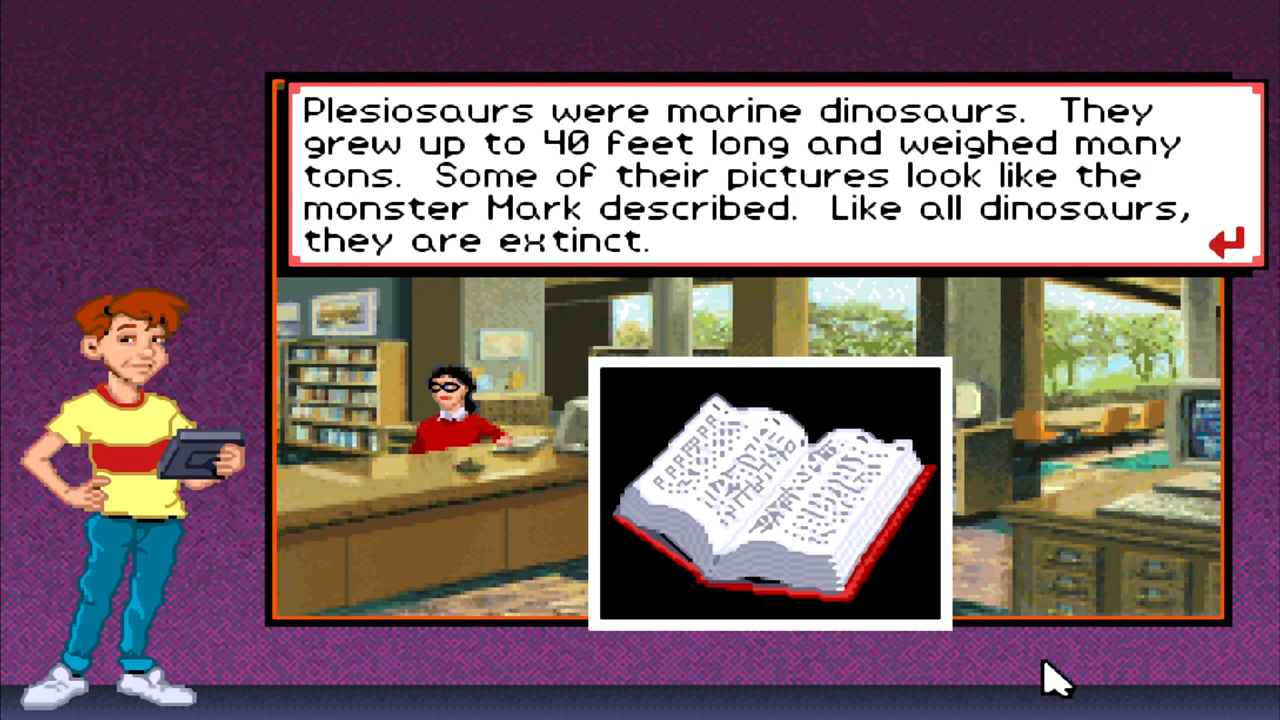 Plesiosaurs were marine dinosaurs.  They
grew up to 40 feet long and weighed many
tons.  Some of their pictures look like the
monster Mark described.  Like all dinosaurs,
they are extinct.